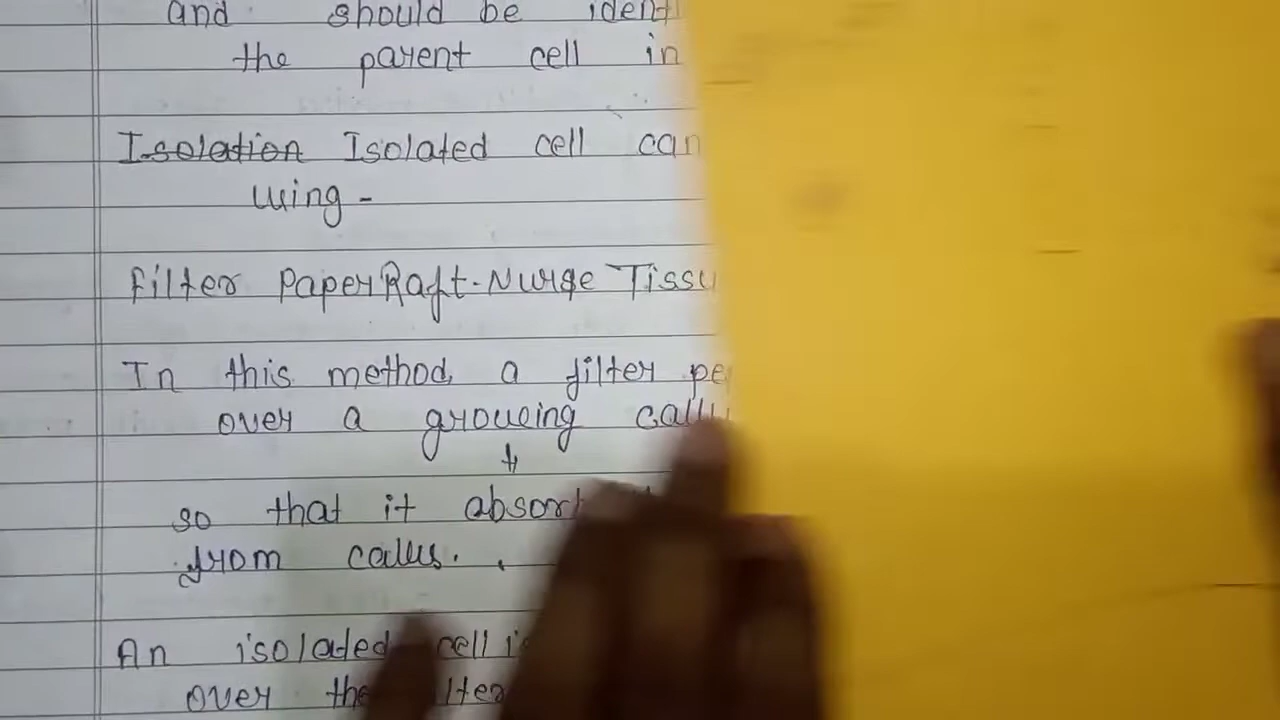 and should be
the parent cell in
Isolation Isolated cell can
using -
Filter Paper Raft-Nurse
In this method, a filter
over a growing
so that it
from callus.
An isolated cell
over the